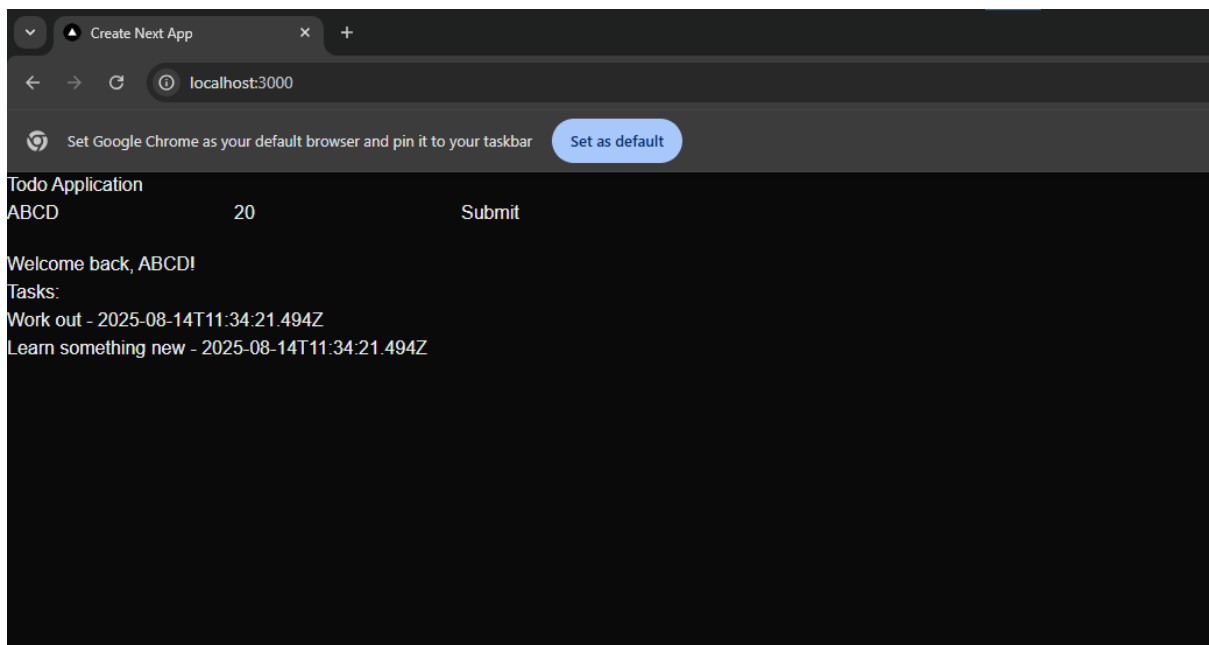 Create Next App
localhost:3000
Set Google Chrome as your default browser and pin it to your taskbar Set as default
Todo Application
ABCD 20 Submit
Welcome back, ABCD!
Tasks:
Work out - 2025-08-14T11:34:21.494Z
Learn something new - 2025-08-14T11:34:21.494Z